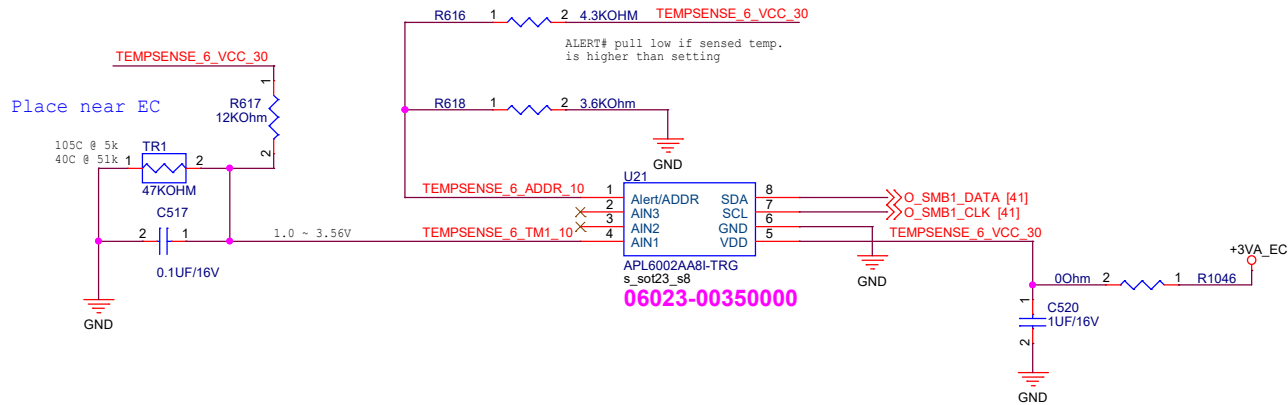 R616 1 2 4.3KOHM TEMPSENSE_6_VCC_30
ALERT# pull low if sensed temp.
is higher than setting
TEMPSENSE_6_VCC_30
Place near EC
1
R617
12KOhm
2
R618 1 2 3.6KOhm
GND
105C @ 5k
40C @ 51k
TR1
1 2
47KOHM
C517
2 1
0.1UF/16V
GND
1.0 ~ 3.56V
U21
TEMPSENSE_6_ADDR_10 1 Alert/ADDR SDA 8 O_SMB1_DATA [41]
2 AIN3 SCL 7 O_SMB1_CLK [41]
3 AIN2 GND 6
TEMPSENSE_6_TM1_10 4 AIN1 VDD 5 TEMPSENSE_6_VCC_30
APL6002AA8I-TRG
s_sot23_s8
06023-00350000
GND
+3VA_EC
0Ohm 2 1 R1046
1
C520
1UF/16V
2
GND